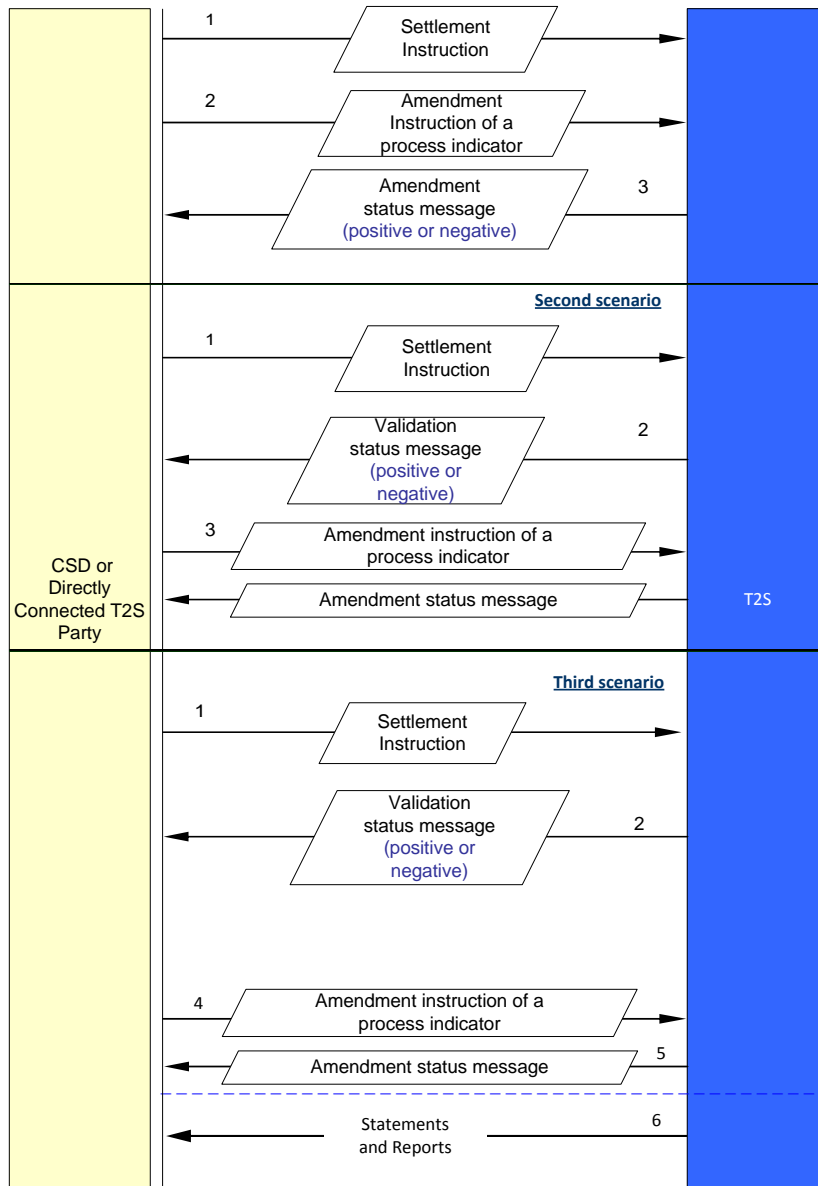 1
Settlement
Instruction
2
Amendment
Instruction of a
process indicator
Amendment
status message
(positive or negative)
3
Second scenario
1
Settlement
Instruction
Validation
status message
(positive or
negative)
2
3
Amendment instruction of a
process indicator
Amendment status message
CSD or
Directly
Connected T2S
Party
T2S
Third scenario
1
Settlement
Instruction
Validation
status message
(positive or
negative)
2
4
Amendment instruction of a
process indicator
Amendment status message
5
Statements
and Reports
6